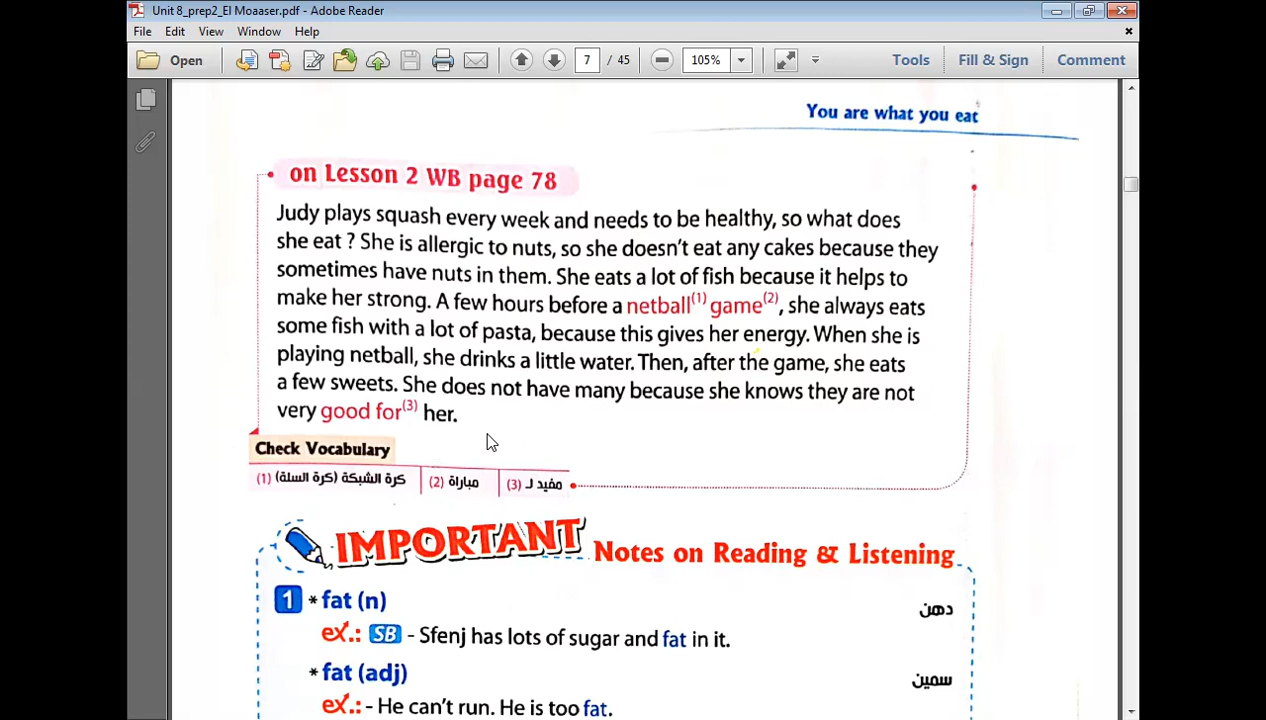 Unit 8_prep2_El Moaaser.pdf - Adobe Reader
File Edit View Window Help
Open 7 / 45 105% Tools Fill & Sign Comment
You are what you eat
on Lesson 2 WB page 78
Judy plays squash every week and needs to be healthy, so what does
she eat ? She is allergic to nuts, so she doesn't eat any cakes because they
sometimes have nuts in them. She eats a lot of fish because it helps to
make her strong. A few hours before a netball(1) game(2), she always eats
some fish with a lot of pasta, because this gives her energy. When she is
playing netball, she drinks a little water. Then, after the game, she eats
a few sweets. She does not have many because she knows they are not
very good for(3) her.
Check Vocabulary
(1) كرة الشبكة (كرة السلة) (2) مباراة (3) مفيد لـ
IMPORTANT Notes on Reading & Listening
1 * fat (n) دهن
ex.: SB - Sfenj has lots of sugar and fat in it.
* fat (adj) سمين
ex.: - He can't run. He is too fat.